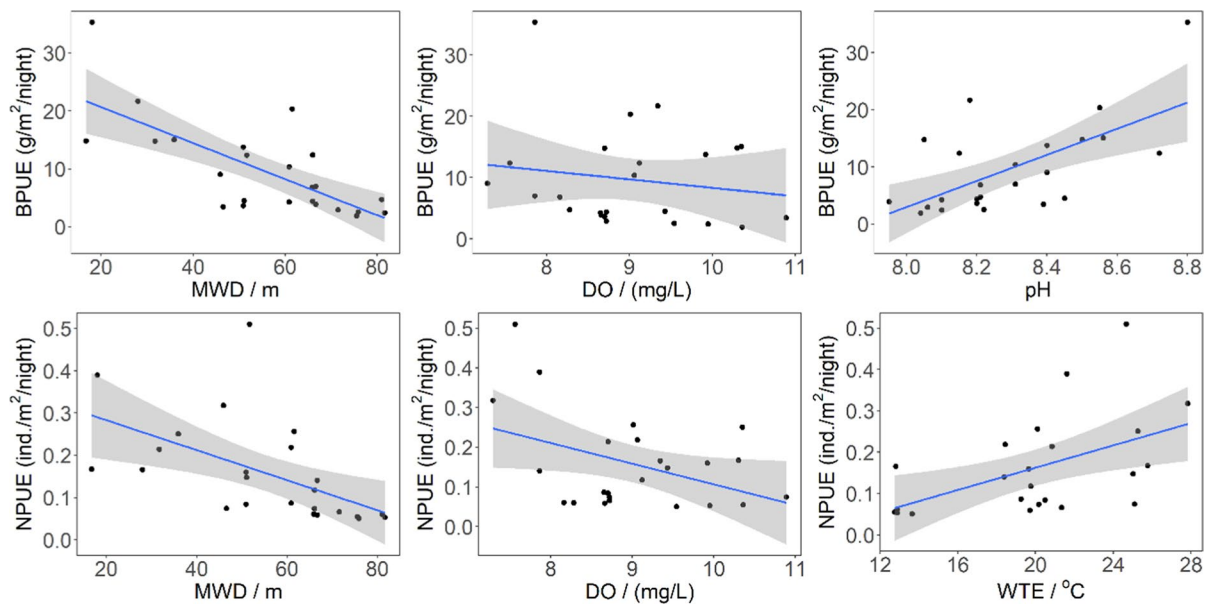 BPUE (g/m²/night)
30
20
10
0
20 40 60 80
MWD / m
BPUE (g/m²/night)
30
20
10
0
8 9 10 11
DO / (mg/L)
BPUE (g/m²/night)
30
20
10
0
8.0 8.2 8.4 8.6 8.8
pH
NPUE (ind./m²/night)
0.5
0.4
0.3
0.2
0.1
0.0
20 40 60 80
MWD / m
NPUE (ind./m²/night)
0.5
0.4
0.3
0.2
0.1
0.0
8 9 10 11
DO / (mg/L)
NPUE (ind./m²/night)
0.5
0.4
0.3
0.2
0.1
0.0
12 16 20 24 28
WTE / °C